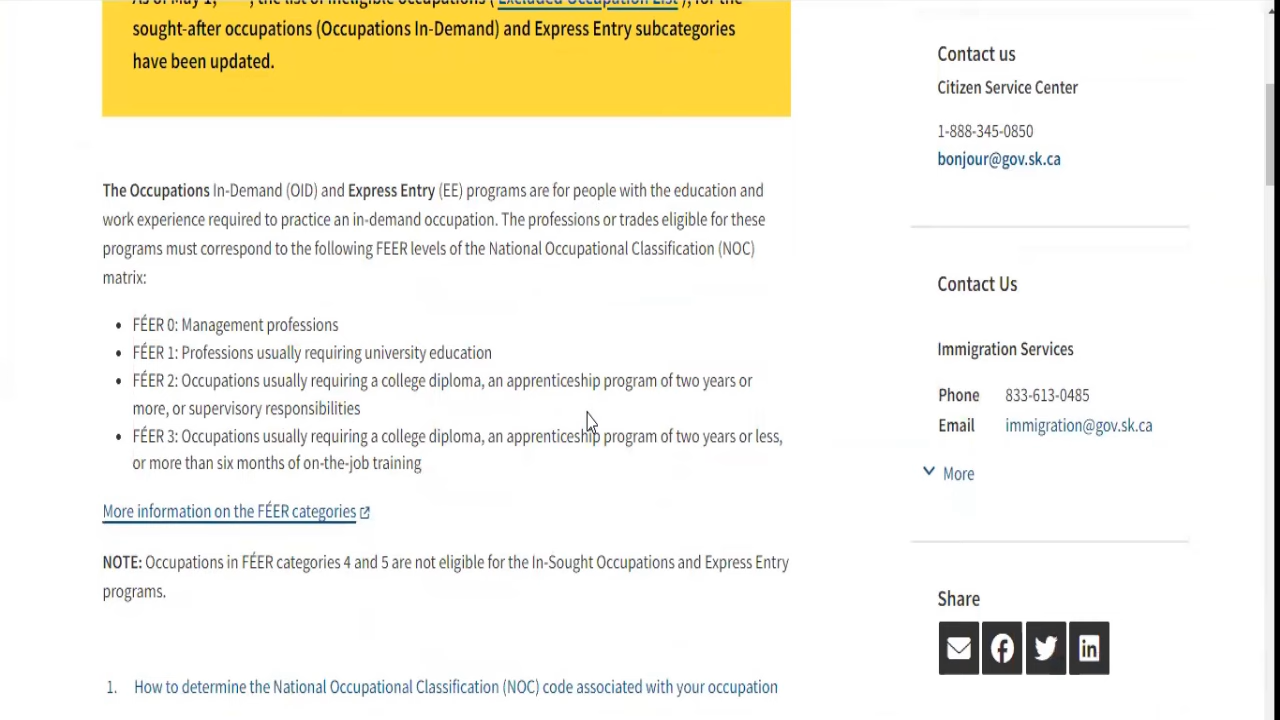 As of May 1, , the list of ineligible occupations ( Excluded Occupation List ), for the
sought-after occupations (Occupations In-Demand) and Express Entry subcategories
have been updated.
The Occupations In-Demand (OID) and Express Entry (EE) programs are for people with the education and
work experience required to practice an in-demand occupation. The professions or trades eligible for these
programs must correspond to the following FEER levels of the National Occupational Classification (NOC)
matrix:
• FÉER 0: Management professions
• FÉER 1: Professions usually requiring university education
• FÉER 2: Occupations usually requiring a college diploma, an apprenticeship program of two years or
more, or supervisory responsibilities
• FÉER 3: Occupations usually requiring a college diploma, an apprenticeship program of two years or less,
or more than six months of on-the-job training
More information on the FÉER categories
NOTE: Occupations in FÉER categories 4 and 5 are not eligible for the In-Sought Occupations and Express Entry
programs.
1. How to determine the National Occupational Classification (NOC) code associated with your occupation
Contact us
Citizen Service Center
1-888-345-0850
bonjour@gov.sk.ca
Contact Us
Immigration Services
Phone 833-613-0485
Email immigration@gov.sk.ca
More
Share